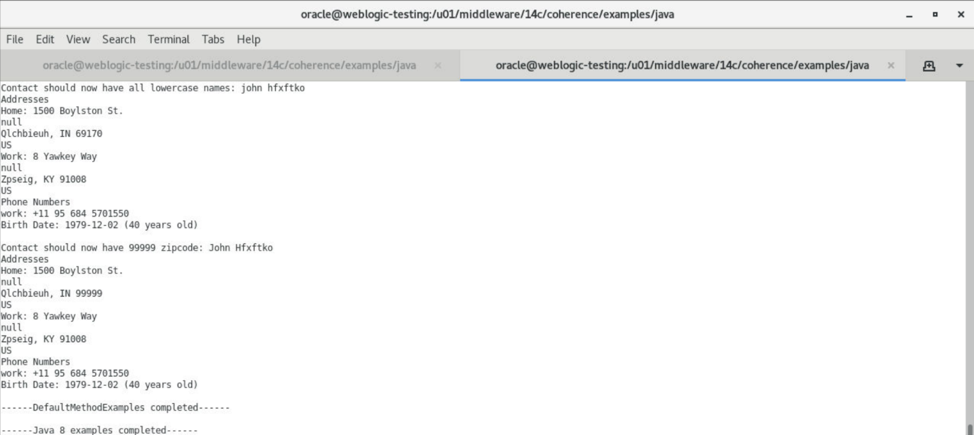 oracle@weblogic-testing:/u01/middleware/14c/coherence/examples/java
File Edit View Search Terminal Tabs Help
oracle@weblogic-testing:/u01/middleware/14c/coherence/examples/java × oracle@weblogic-testing:/u01/middleware/14c/coherence/examples/java ×
Contact should now have all lowercase names: john hfxftko
Addresses
Home: 1500 Boylston St.
null
Qlchbieuh, IN 69170
US
Work: 8 Yawkey Way
null
Zpseig, KY 91008
US
Phone Numbers
work: +11 95 684 5701550
Birth Date: 1979-12-02 (40 years old)

Contact should now have 99999 zipcode: John Hfxftko
Addresses
Home: 1500 Boylston St.
null
Qlchbieuh, IN 99999
US
Work: 8 Yawkey Way
null
Zpseig, KY 91008
US
Phone Numbers
work: +11 95 684 5701550
Birth Date: 1979-12-02 (40 years old)

------DefaultMethodExamples completed------

------Java 8 examples completed------